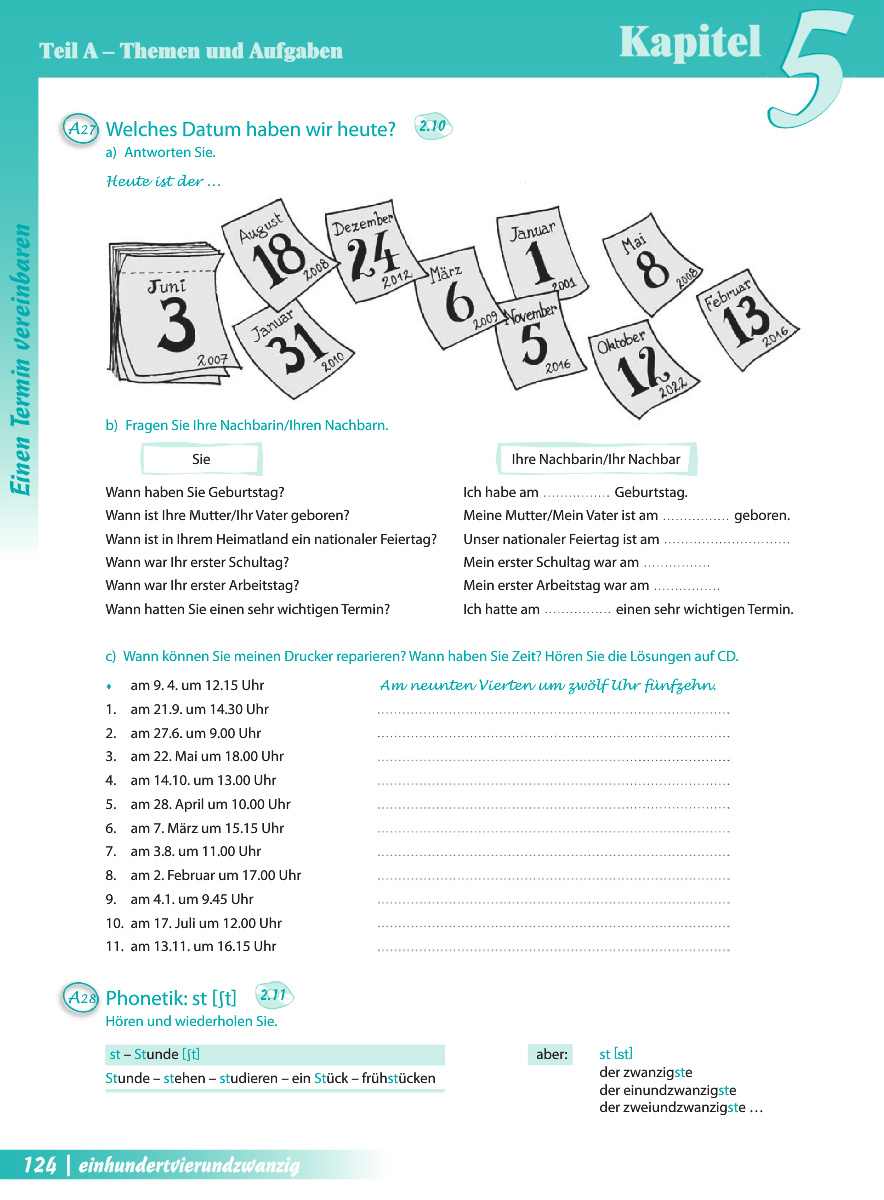 Teil A – Themen und Aufgaben
Kapitel 5
Einen Termin vereinbaren
A27 Welches Datum haben wir heute? 2.10
a) Antworten Sie.
Heute ist der …
Juni
3
2007
August
18
2008
Januar
31
2010
Dezember
24
2012
März
6
2009
Januar
1
2001
November
5
2016
Mai
8
2008
Oktober
12
2022
Februar
13
2016
b) Fragen Sie Ihre Nachbarin/Ihren Nachbarn.
Sie
Ihre Nachbarin/Ihr Nachbar
Wann haben Sie Geburtstag? Ich habe am ................ Geburtstag.
Wann ist Ihre Mutter/Ihr Vater geboren? Meine Mutter/Mein Vater ist am ................ geboren.
Wann ist in Ihrem Heimatland ein nationaler Feiertag? Unser nationaler Feiertag ist am ..............................
Wann war Ihr erster Schultag? Mein erster Schultag war am ................
Wann war Ihr erster Arbeitstag? Mein erster Arbeitstag war am ................
Wann hatten Sie einen sehr wichtigen Termin? Ich hatte am ................ einen sehr wichtigen Termin.
c) Wann können Sie meinen Drucker reparieren? Wann haben Sie Zeit? Hören Sie die Lösungen auf CD.
♦ am 9. 4. um 12.15 Uhr Am neunten Vierten um zwölf Uhr fünfzehn.
1. am 21.9. um 14.30 Uhr
2. am 27.6. um 9.00 Uhr
3. am 22. Mai um 18.00 Uhr
4. am 14.10. um 13.00 Uhr
5. am 28. April um 10.00 Uhr
6. am 7. März um 15.15 Uhr
7. am 3.8. um 11.00 Uhr
8. am 2. Februar um 17.00 Uhr
9. am 4.1. um 9.45 Uhr
10. am 17. Juli um 12.00 Uhr
11. am 13.11. um 16.15 Uhr
A28 Phonetik: st [ʃt] 2.11
Hören und wiederholen Sie.
st – Stunde [ʃt]
Stunde – stehen – studieren – ein Stück – frühstücken
aber: st [st]
der zwanzigste
der einundzwanzigste
der zweiundzwanzigste …
124 | einhundertvierundzwanzig